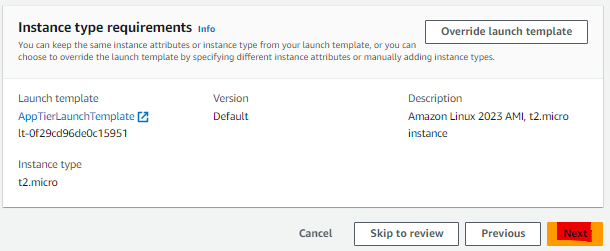 Instance type requirements Info
Override launch template
You can keep the same instance attributes or instance type from your launch template, or you can
choose to override the launch template by specifying different instance attributes or manually adding instance types.
Launch template
AppTierLaunchTemplate
lt-0f29cd96de0c15951
Version
Default
Description
Amazon Linux 2023 AMI, t2.micro
instance
Instance type
t2.micro
Cancel
Skip to review
Previous
Next